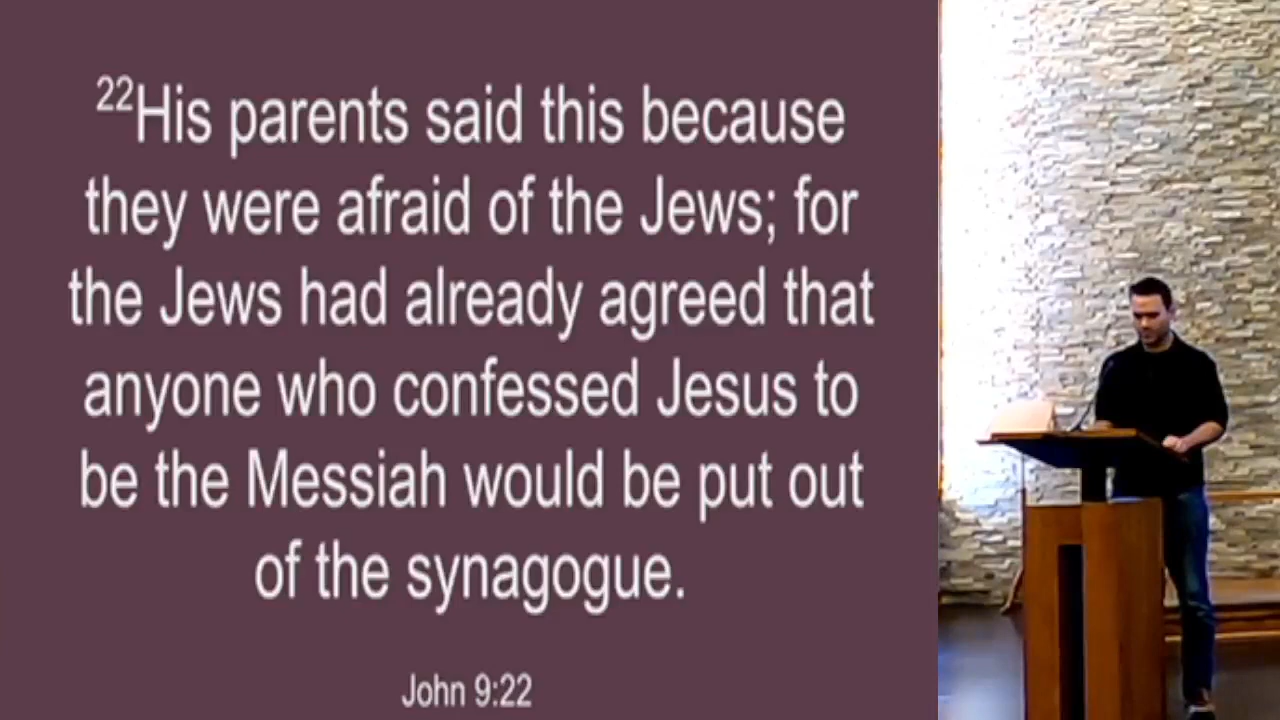 ²²His parents said this because
they were afraid of the Jews; for
the Jews had already agreed that
anyone who confessed Jesus to
be the Messiah would be put out
of the synagogue.
John 9:22